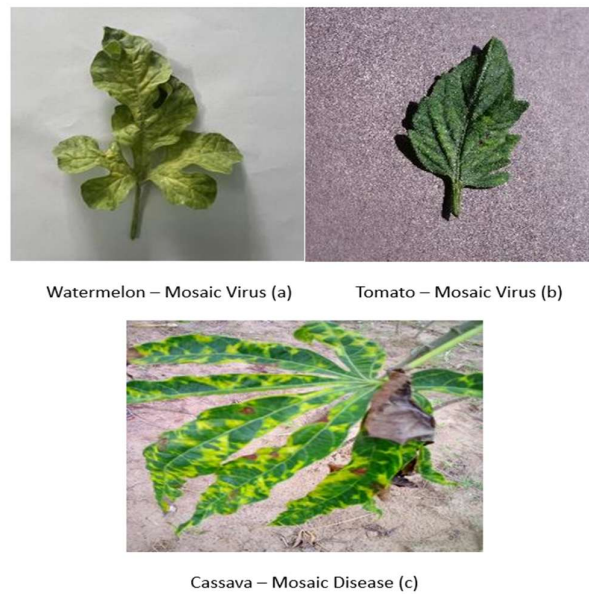 Watermelon – Mosaic Virus (a)
Tomato – Mosaic Virus (b)
Cassava – Mosaic Disease (c)